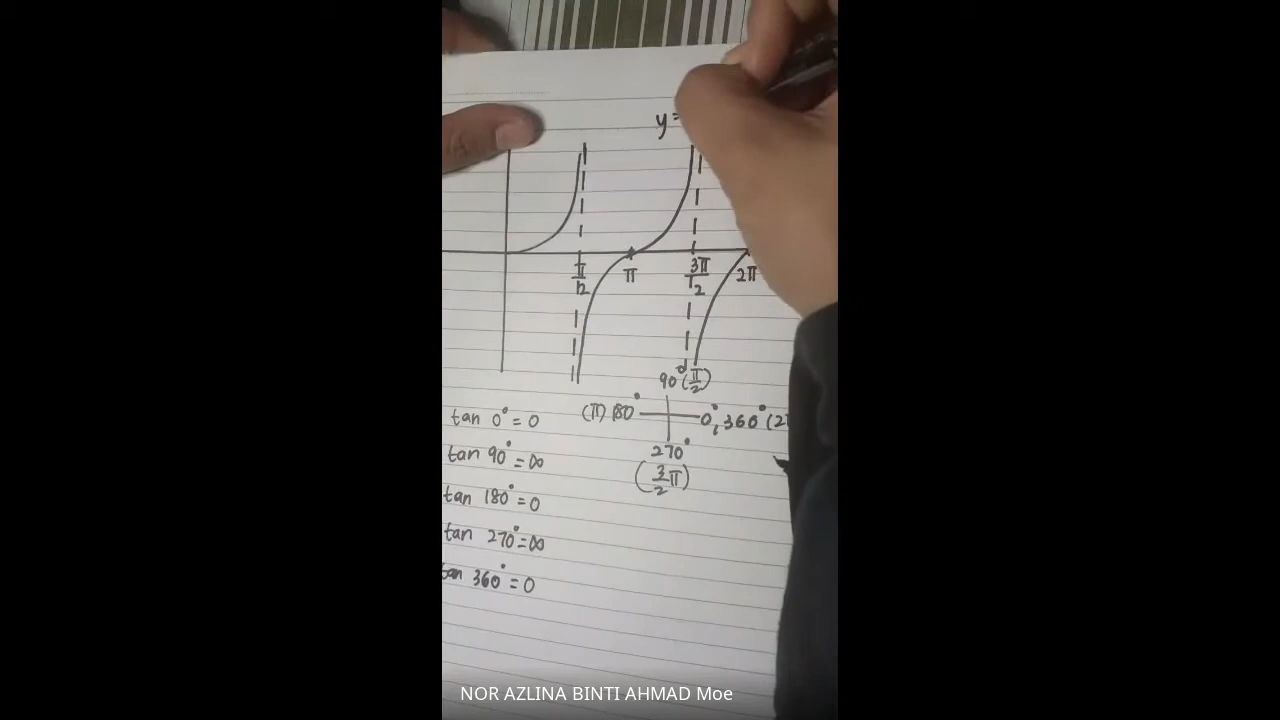 y=
π/2
π
3π/2
2π
90° (π/2)
(π) 180°
0°, 360° (2π
270°
(3/2 π)
tan 0° = 0
tan 90° = ∞
tan 180° = 0
tan 270° = ∞
tan 360° = 0
NOR AZLINA BINTI AHMAD Moe